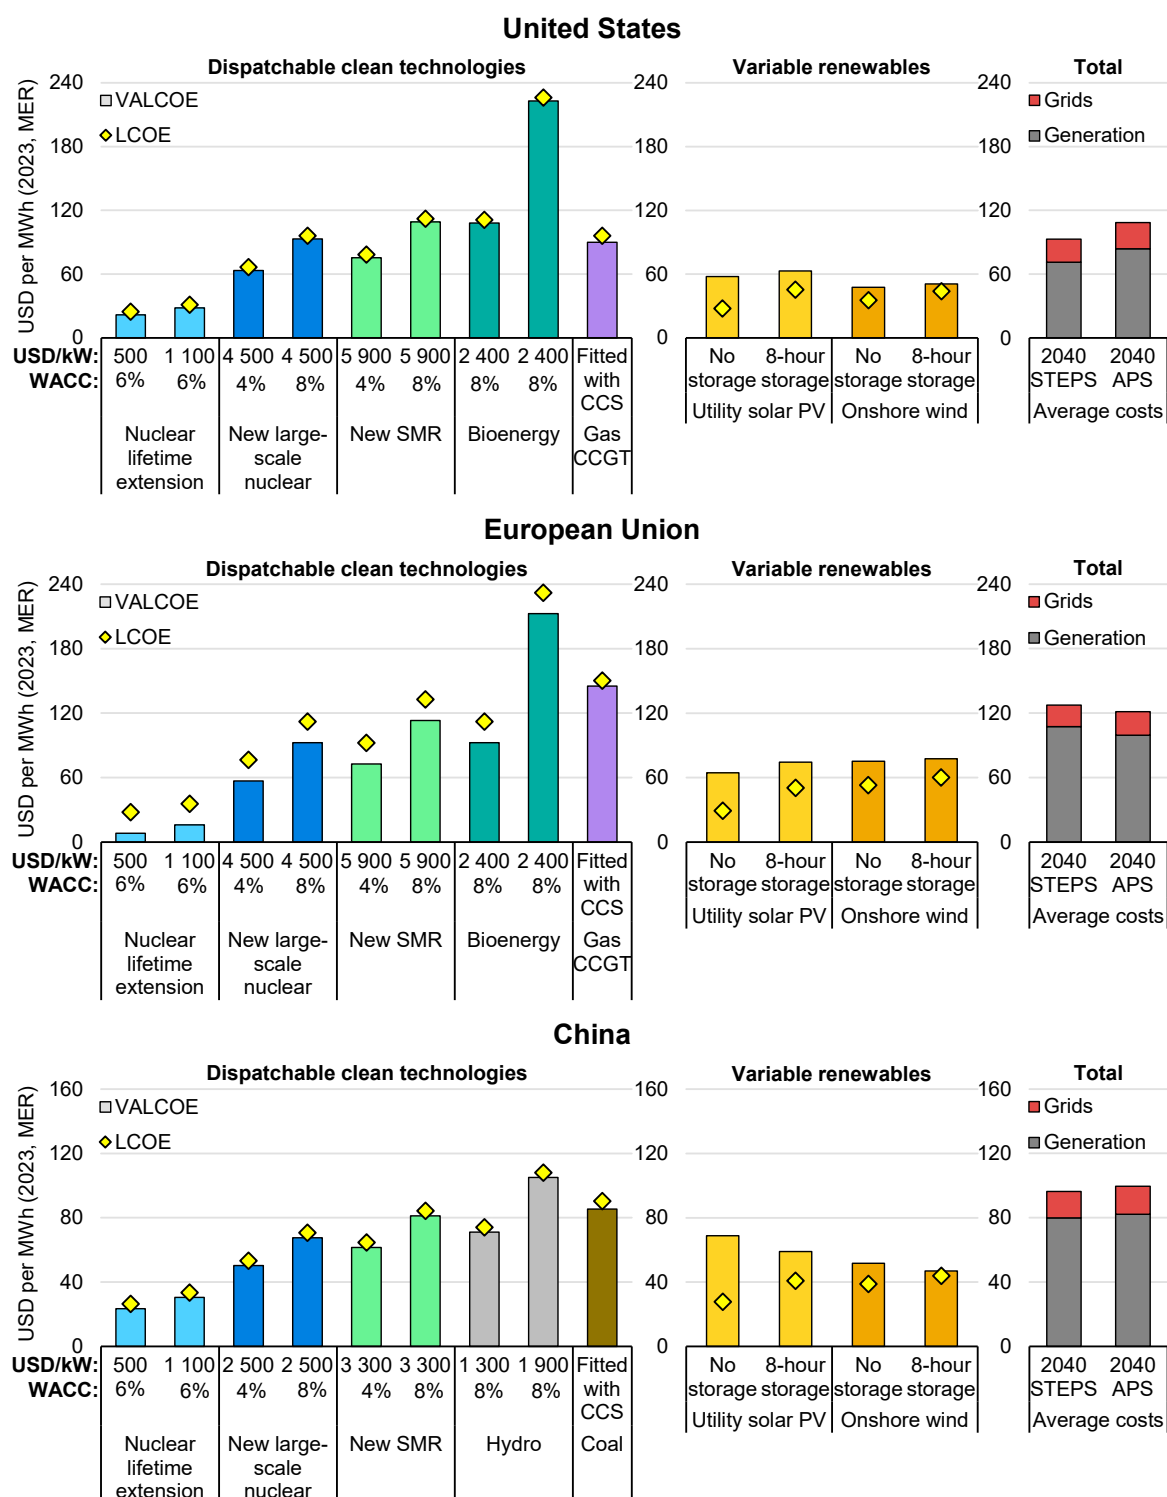 United States
Dispatchable clean technologies
Variable renewables
Total
USD per MWh (2023, MER)
240
180
120
60
0
VALCOE
LCOE
240
180
120
60
0
240
180
120
60
0
Grids
Generation
USD/kW: 500 1 100 4 500 4 500 5 900 5 900 2 400 2 400 Fitted with CCS
WACC: 6% 6% 4% 8% 4% 8% 8% 8%
Nuclear lifetime extension
New large-scale nuclear
New SMR
Bioenergy
Gas CCGT
No storage 8-hour storage No storage 8-hour storage
Utility solar PV Onshore wind
2040 STEPS 2040 APS
Average costs
European Union
Dispatchable clean technologies
Variable renewables
Total
USD per MWh (2023, MER)
240
180
120
60
0
VALCOE
LCOE
240
180
120
60
0
240
180
120
60
0
Grids
Generation
USD/kW: 500 1 100 4 500 4 500 5 900 5 900 2 400 2 400 Fitted with CCS
WACC: 6% 6% 4% 8% 4% 8% 8% 8%
Nuclear lifetime extension
New large-scale nuclear
New SMR
Bioenergy
Gas CCGT
No storage 8-hour storage No storage 8-hour storage
Utility solar PV Onshore wind
2040 STEPS 2040 APS
Average costs
China
Dispatchable clean technologies
Variable renewables
Total
USD per MWh (2023, MER)
160
120
80
40
0
VALCOE
LCOE
160
120
80
40
0
160
120
80
40
0
Grids
Generation
USD/kW: 500 1 100 2 500 2 500 3 300 3 300 1 300 1 900 Fitted with CCS
WACC: 6% 6% 4% 8% 4% 8% 8% 8%
Nuclear lifetime extension
New large-scale nuclear
New SMR
Hydro
Coal
No storage 8-hour storage No storage 8-hour storage
Utility solar PV Onshore wind
2040 STEPS 2040 APS
Average costs